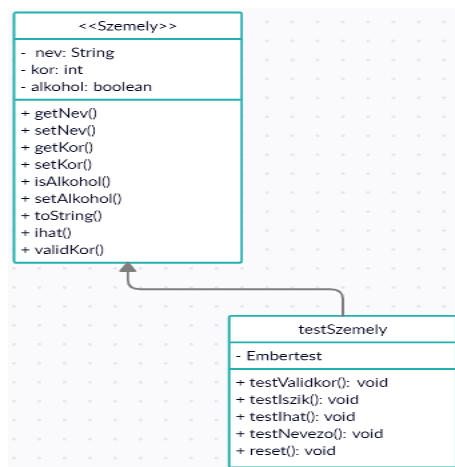 <<Szemely>>
- nev: String
- kor: int
- alkohol: boolean
+ getNev()
+ setNev()
+ getKor()
+ setKor()
+ isAlkohol()
+ setAlkohol()
+ toString()
+ ihat()
+ validKor()
testSzemely
- Embertest
+ testValidkor(): void
+ testIszik(): void
+ testIhat(): void
+ testNevezo(): void
+ reset(): void